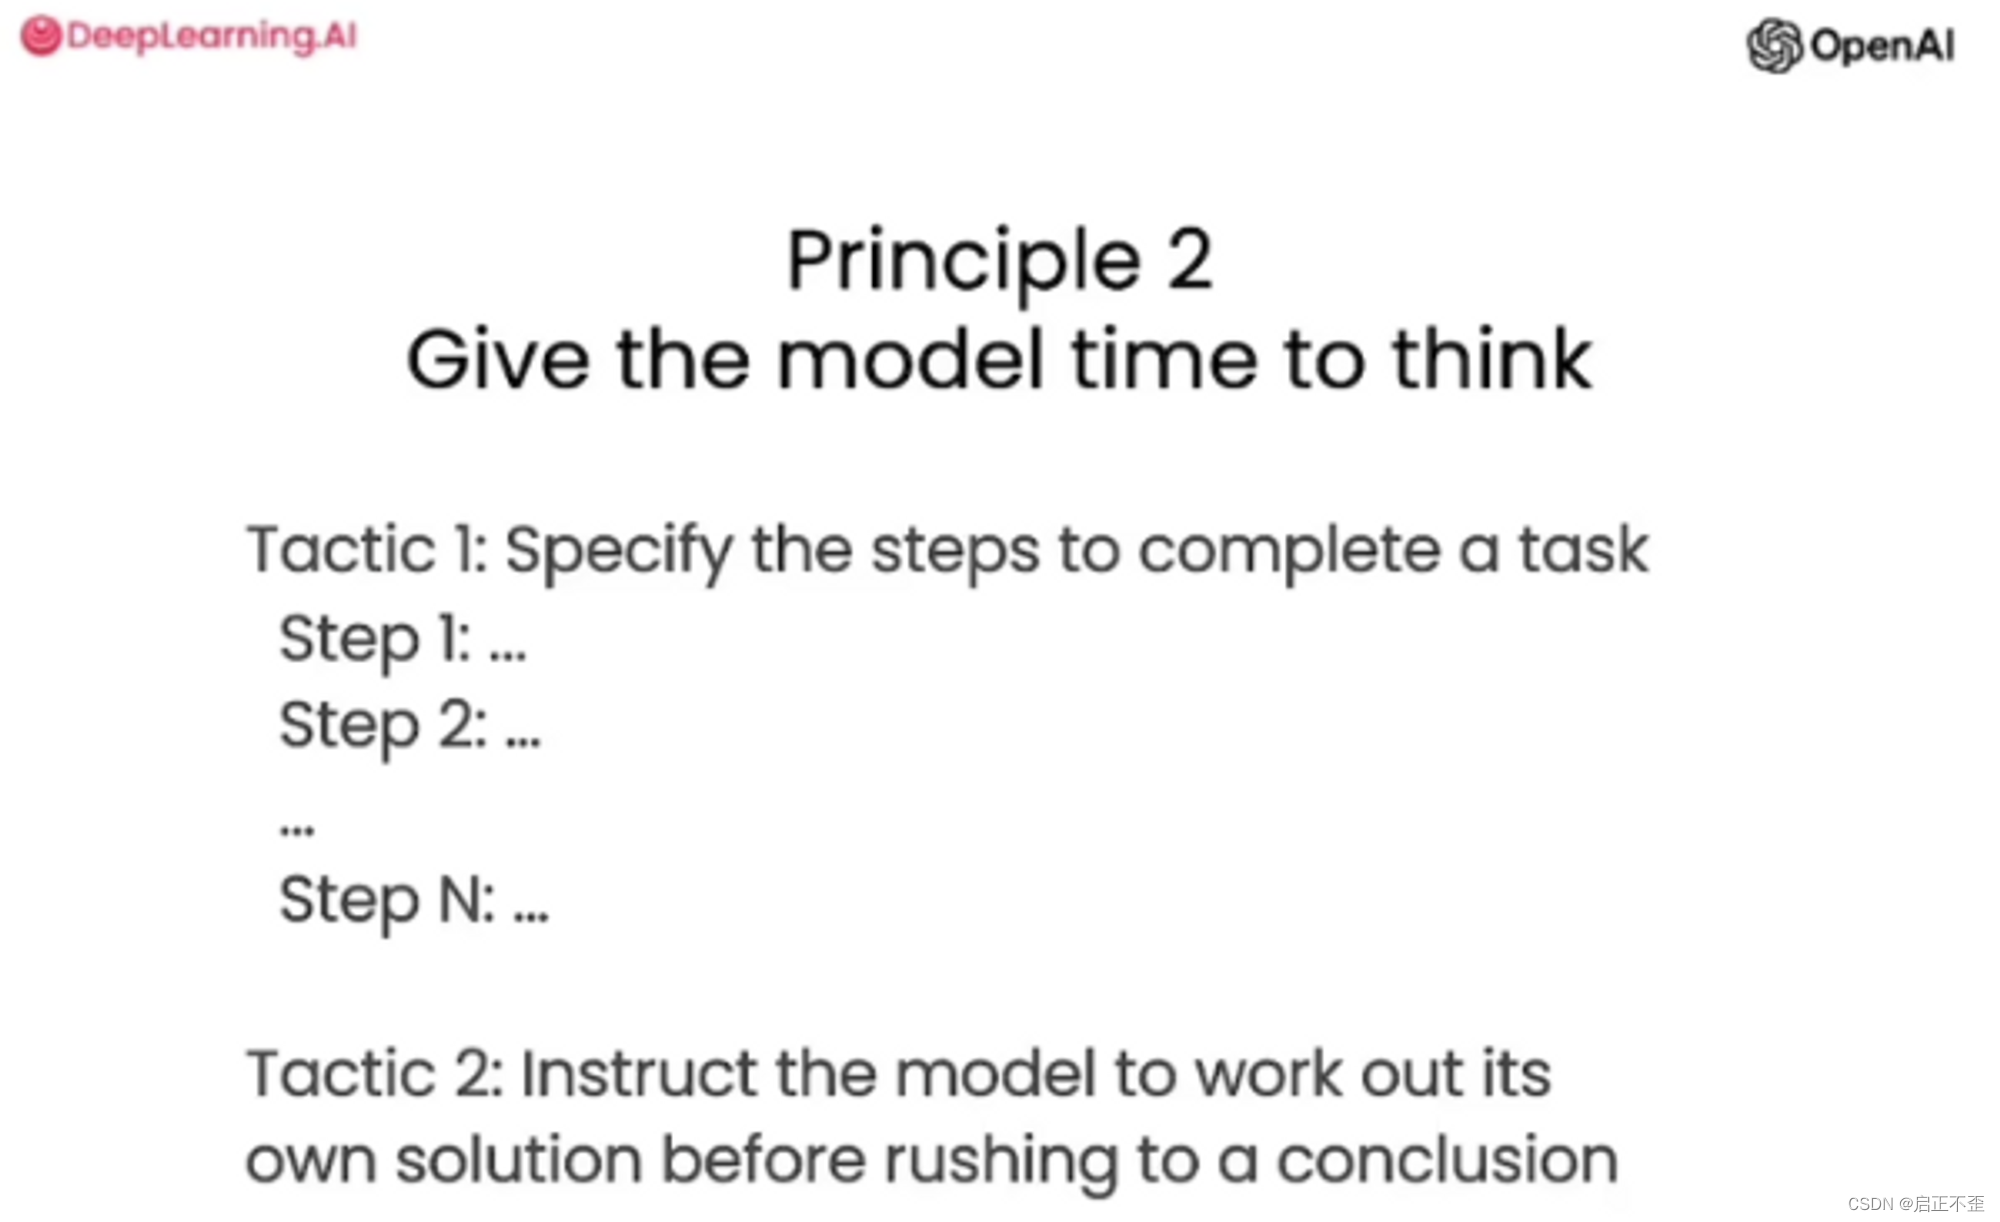 DeepLearning.AI
OpenAI
Principle 2
Give the model time to think
Tactic 1: Specify the steps to complete a task
Step 1: ...
Step 2: ...
...
Step N: ...
Tactic 2: Instruct the model to work out its
own solution before rushing to a conclusion
CSDN @启正不歪